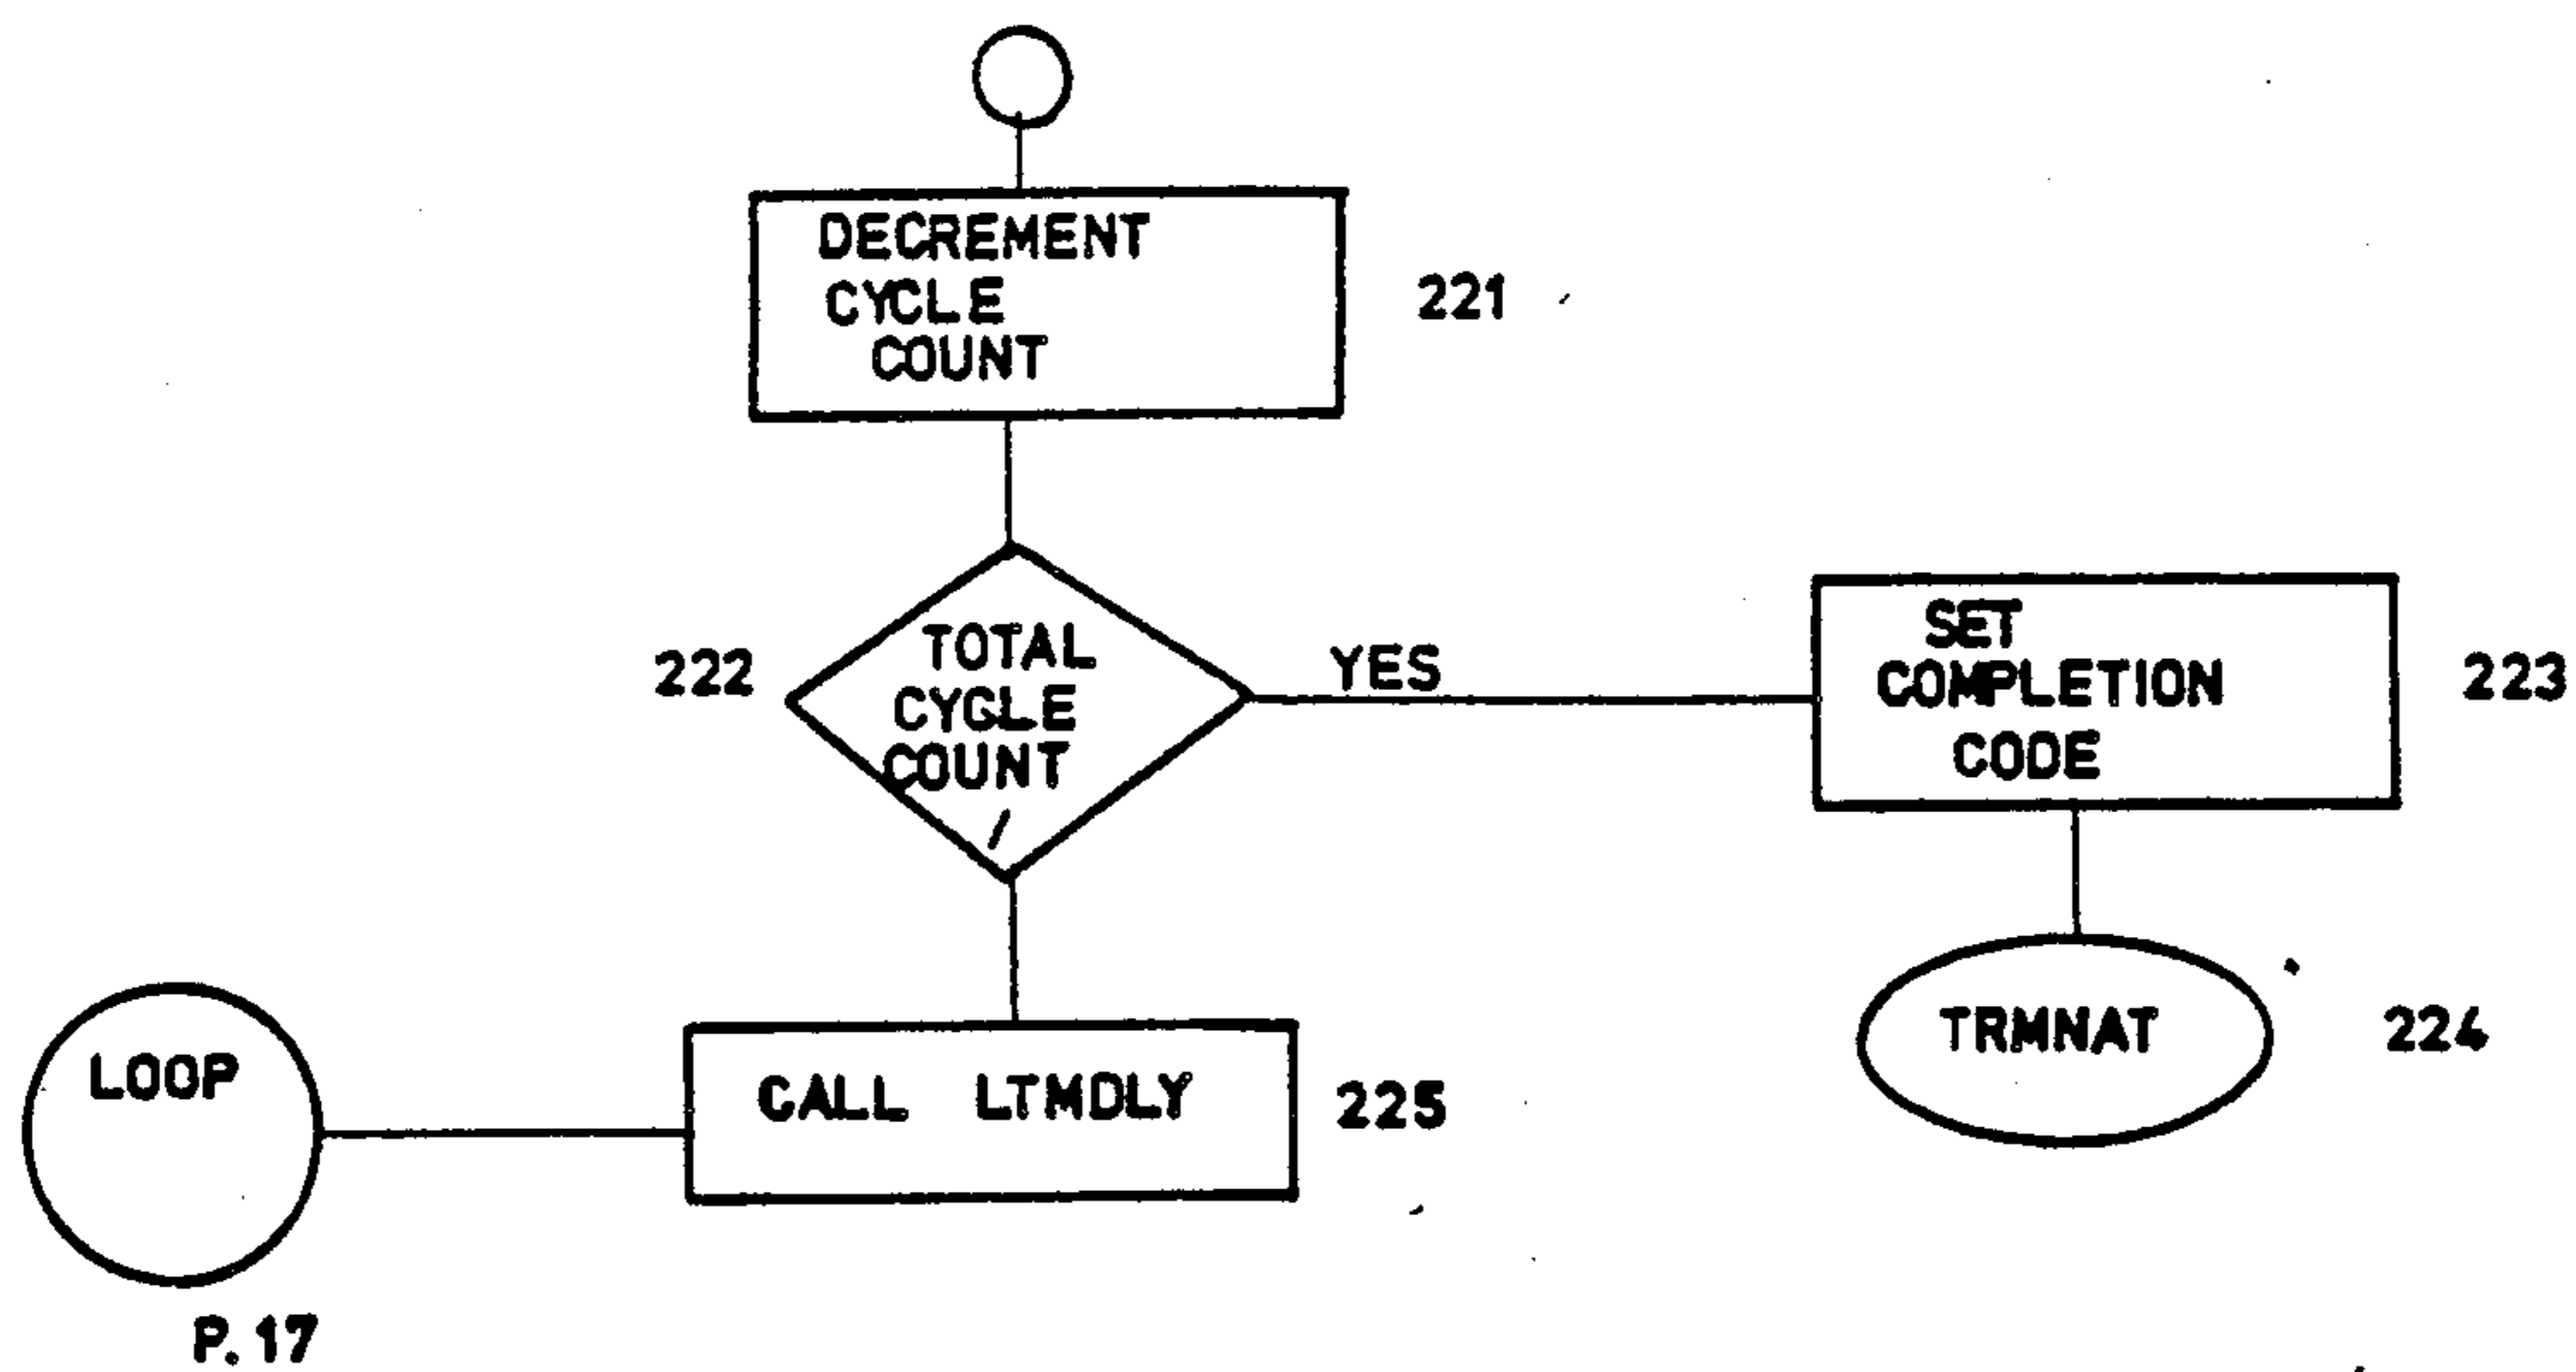 DECREMENT
CYCLE
COUNT
221
222
TOTAL
CYCLE
COUNT
YES
SET
COMPLETION
CODE
223
LOOP
CALL LTMDLY
225
TRMNAT
224
P. 17